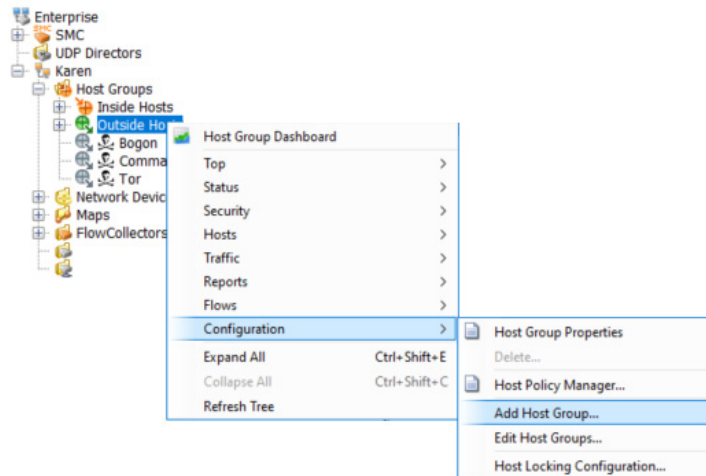 Enterprise
SMC
SMC
UDP Directors
Karen
Host Groups
Inside Hosts
Outside Ho
Bogon
Comma
Tor
Network Devic
Maps
FlowCollectors
Host Group Dashboard
Top
Status
Security
Hosts
Traffic
Reports
Flows
Configuration
Expand All Ctrl+Shift+E
Collapse All Ctrl+Shift+C
Refresh Tree
Host Group Properties
Delete...
Host Policy Manager...
Add Host Group...
Edit Host Groups...
Host Locking Configuration...